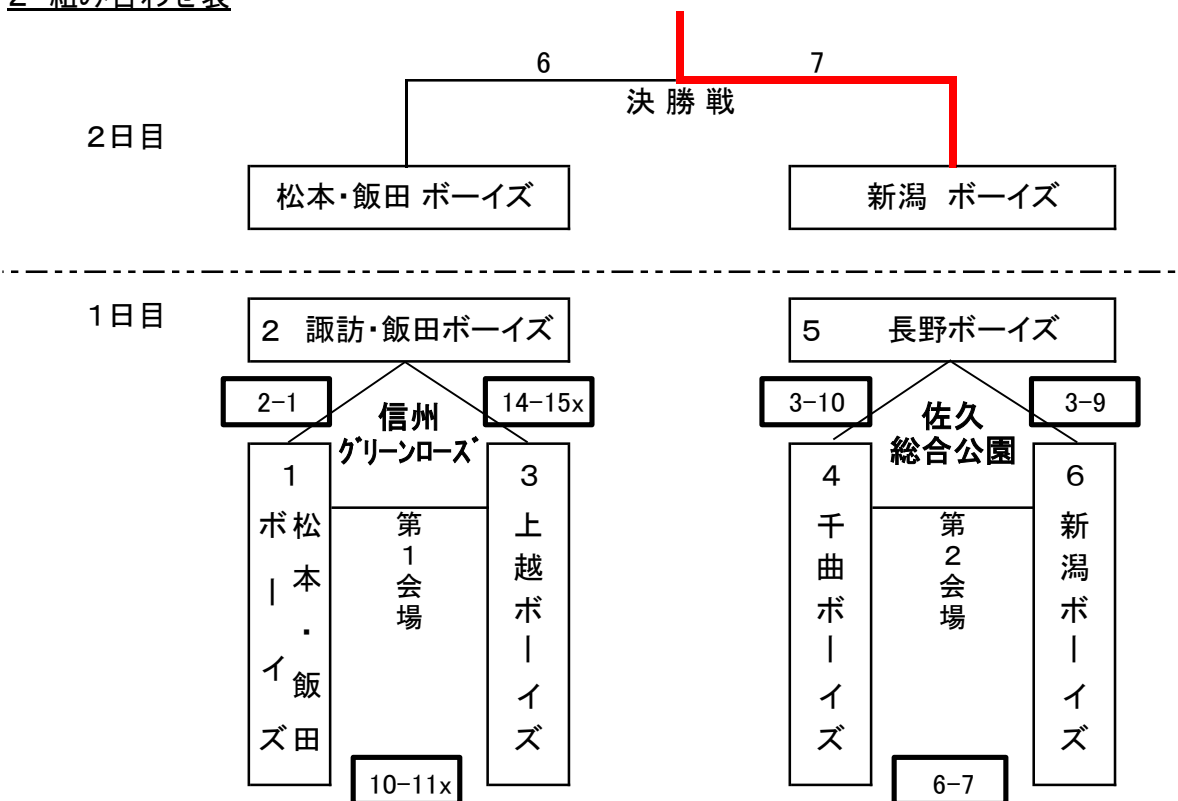 ２ 組み合わせ表
6
7
決 勝 戦
２日目
松本・飯田 ボーイズ
新潟 ボーイズ
１日目
２ 諏訪・飯田ボーイズ
５ 長野ボーイズ
2−1
14−15x
3−10
3−9
信州
ｸﾞﾘｰﾝﾛｰｽﾞ
佐久
総合公園
１
松本・飯田
ボーイズ
第１会場
３
上越ボーイズ
４
千曲ボーイズ
第２会場
６
新潟ボーイズ
10−11x
6−7